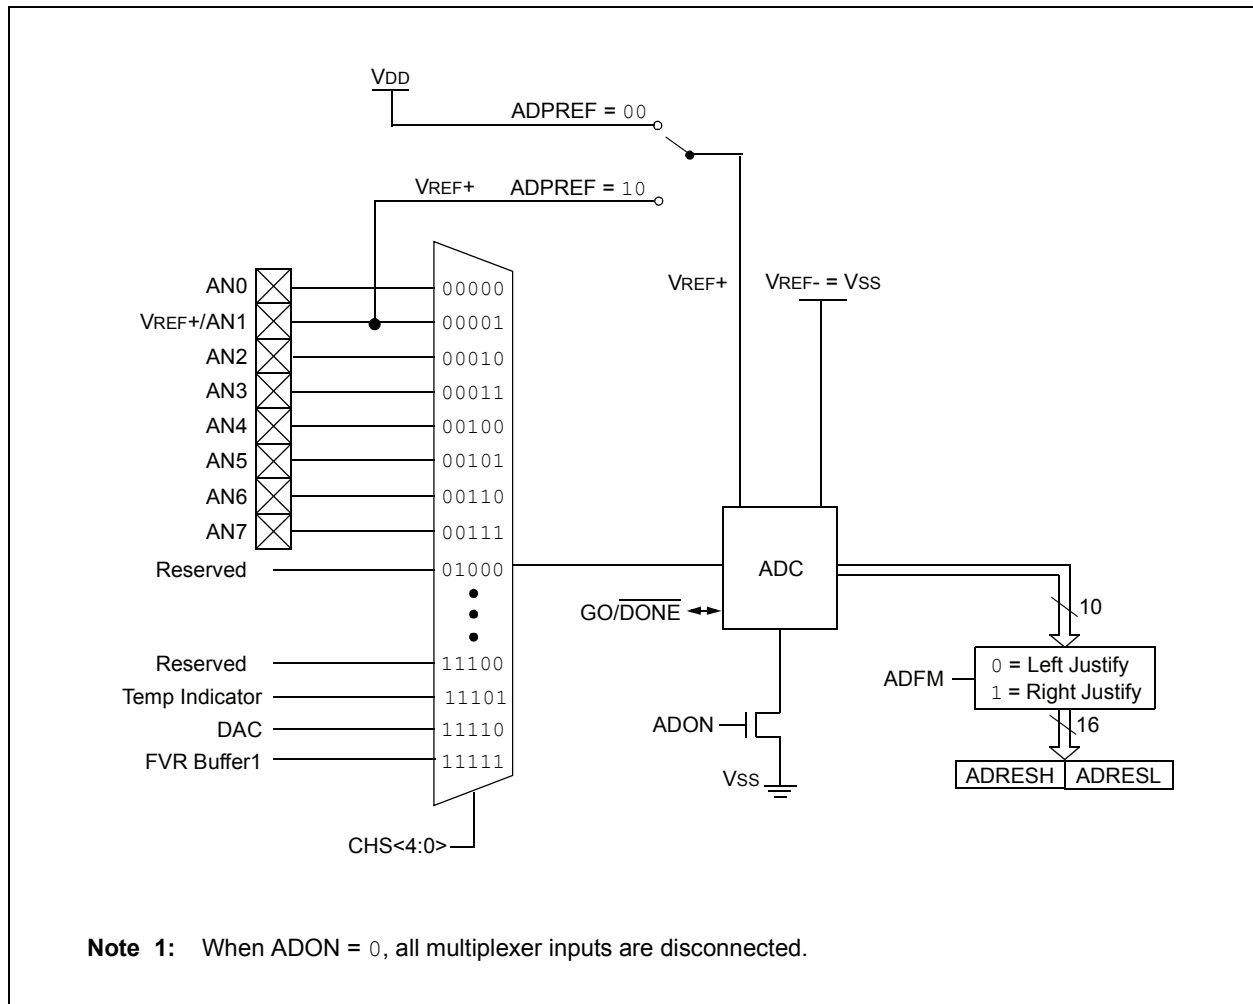 VDD
ADPREF = 00
VREF+ ADPREF = 10
VREF+
VREF- = VSS
AN0
VREF+/AN1
AN2
AN3
AN4
AN5
AN6
AN7
Reserved
Reserved
Temp Indicator
DAC
FVR Buffer1
00000
00001
00010
00011
00100
00101
00110
00111
01000
11100
11101
11110
11111
CHS<4:0>
ADC
GO/DONE
ADON
VSS
10
ADFM
0 = Left Justify
1 = Right Justify
16
ADRESH ADRESL
Note 1: When ADON = 0, all multiplexer inputs are disconnected.